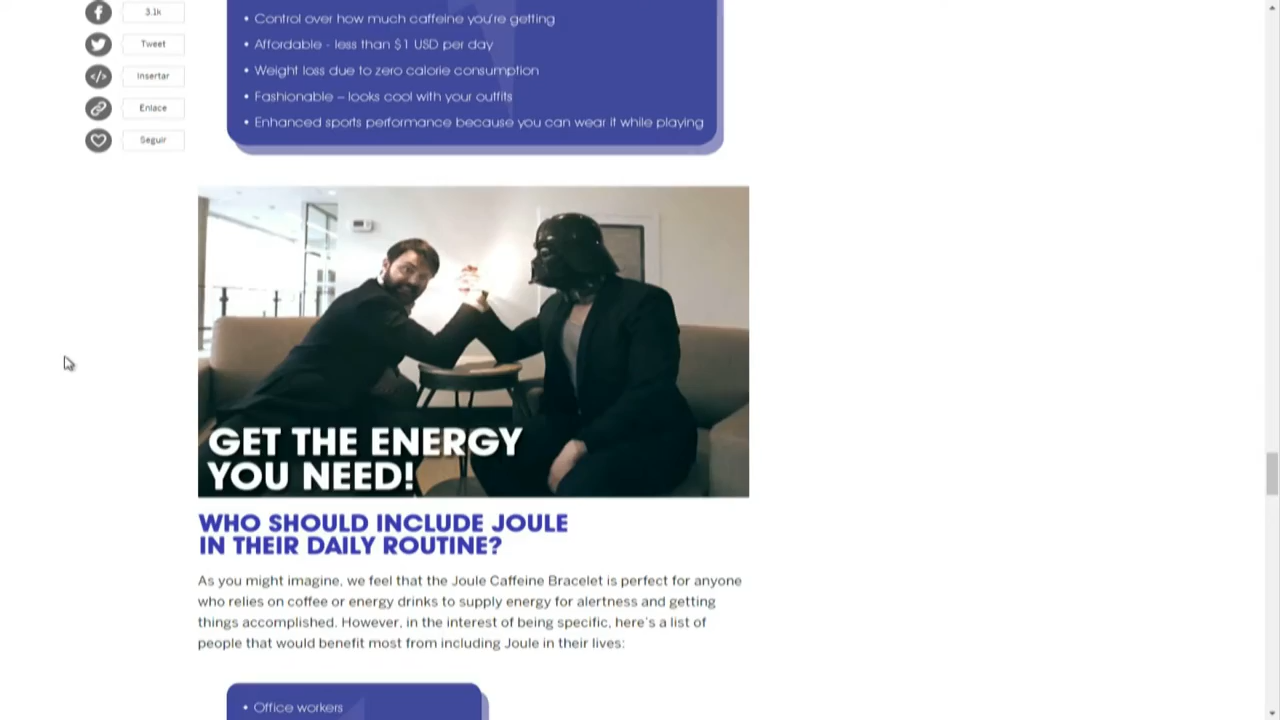 3.1k
Tweet
Insertar
Enlace
Seguir
• Control over how much caffeine you're getting
• Affordable - less than $1 USD per day
• Weight loss due to zero calorie consumption
• Fashionable – looks cool with your outfits
• Enhanced sports performance because you can wear it while playing
GET THE ENERGY
YOU NEED!
WHO SHOULD INCLUDE JOULE
IN THEIR DAILY ROUTINE?
As you might imagine, we feel that the Joule Caffeine Bracelet is perfect for anyone
who relies on coffee or energy drinks to supply energy for alertness and getting
things accomplished. However, in the interest of being specific, here's a list of
people that would benefit most from including Joule in their lives:
• Office workers